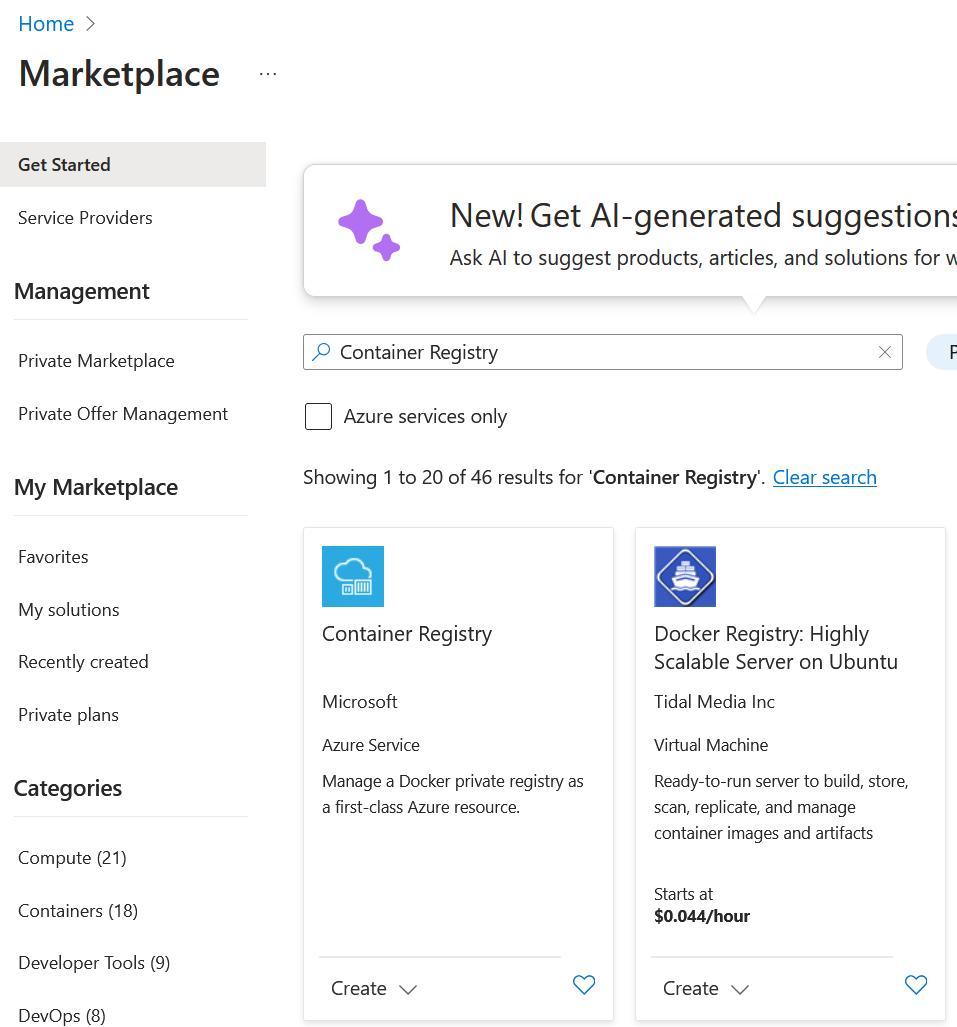 Home
Marketplace
Get Started
Service Providers
Management
Private Marketplace
Private Offer Management
My Marketplace
Favorites
My solutions
Recently created
Private plans
Categories
Compute (21)
Containers (18)
Developer Tools (9)
DevOps (8)
New! Get AI-generated suggestions
Ask AI to suggest products, articles, and solutions for w
Container Registry
P
Azure services only
Showing 1 to 20 of 46 results for 'Container Registry'. Clear search
Container Registry
Microsoft
Azure Service
Manage a Docker private registry as
a first-class Azure resource.
Create
Docker Registry: Highly
Scalable Server on Ubuntu
Tidal Media Inc
Virtual Machine
Ready-to-run server to build, store,
scan, replicate, and manage
container images and artifacts
Starts at
$0.044/hour
Create